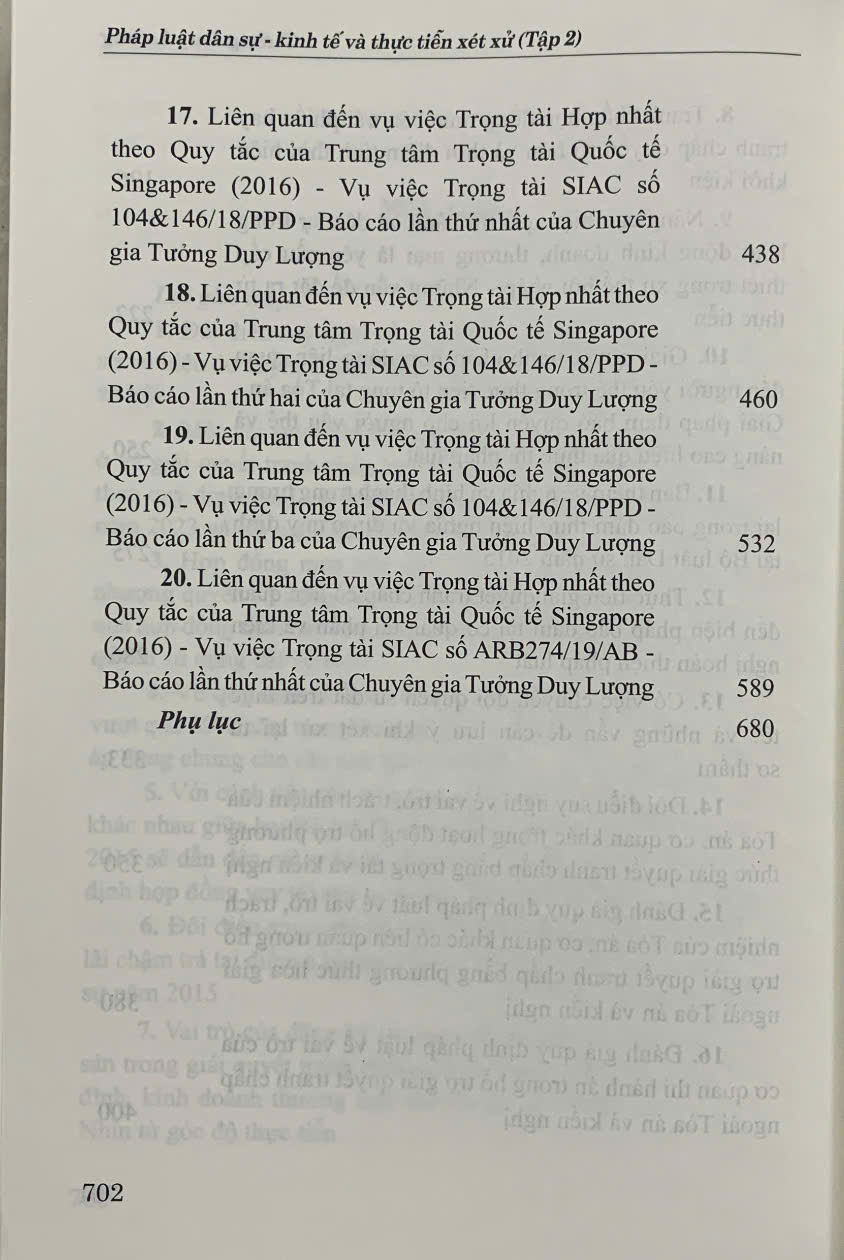 Pháp luật dân sự - kinh tế và thực tiễn xét xử (Tập 2)
17. Liên quan đến vụ việc Trọng tài Hợp nhất
theo Quy tắc của Trung tâm Trọng tài Quốc tế
Singapore (2016) - Vụ việc Trọng tài SIAC số
104&146/18/PPD - Báo cáo lần thứ nhất của Chuyên
gia Tưởng Duy Lượng 438
18. Liên quan đến vụ việc Trọng tài Hợp nhất theo
Quy tắc của Trung tâm Trọng tài Quốc tế Singapore
(2016) - Vụ việc Trọng tài SIAC số 104&146/18/PPD -
Báo cáo lần thứ hai của Chuyên gia Tưởng Duy Lượng 460
19. Liên quan đến vụ việc Trọng tài Hợp nhất theo
Quy tắc của Trung tâm Trọng tài Quốc tế Singapore
(2016) - Vụ việc Trọng tài SIAC số 104&146/18/PPD -
Báo cáo lần thứ ba của Chuyên gia Tưởng Duy Lượng 532
20. Liên quan đến vụ việc Trọng tài Hợp nhất theo
Quy tắc của Trung tâm Trọng tài Quốc tế Singapore
(2016) - Vụ việc Trọng tài SIAC số ARB274/19/AB -
Báo cáo lần thứ nhất của Chuyên gia Tưởng Duy Lượng 589
Phụ lục 680
702